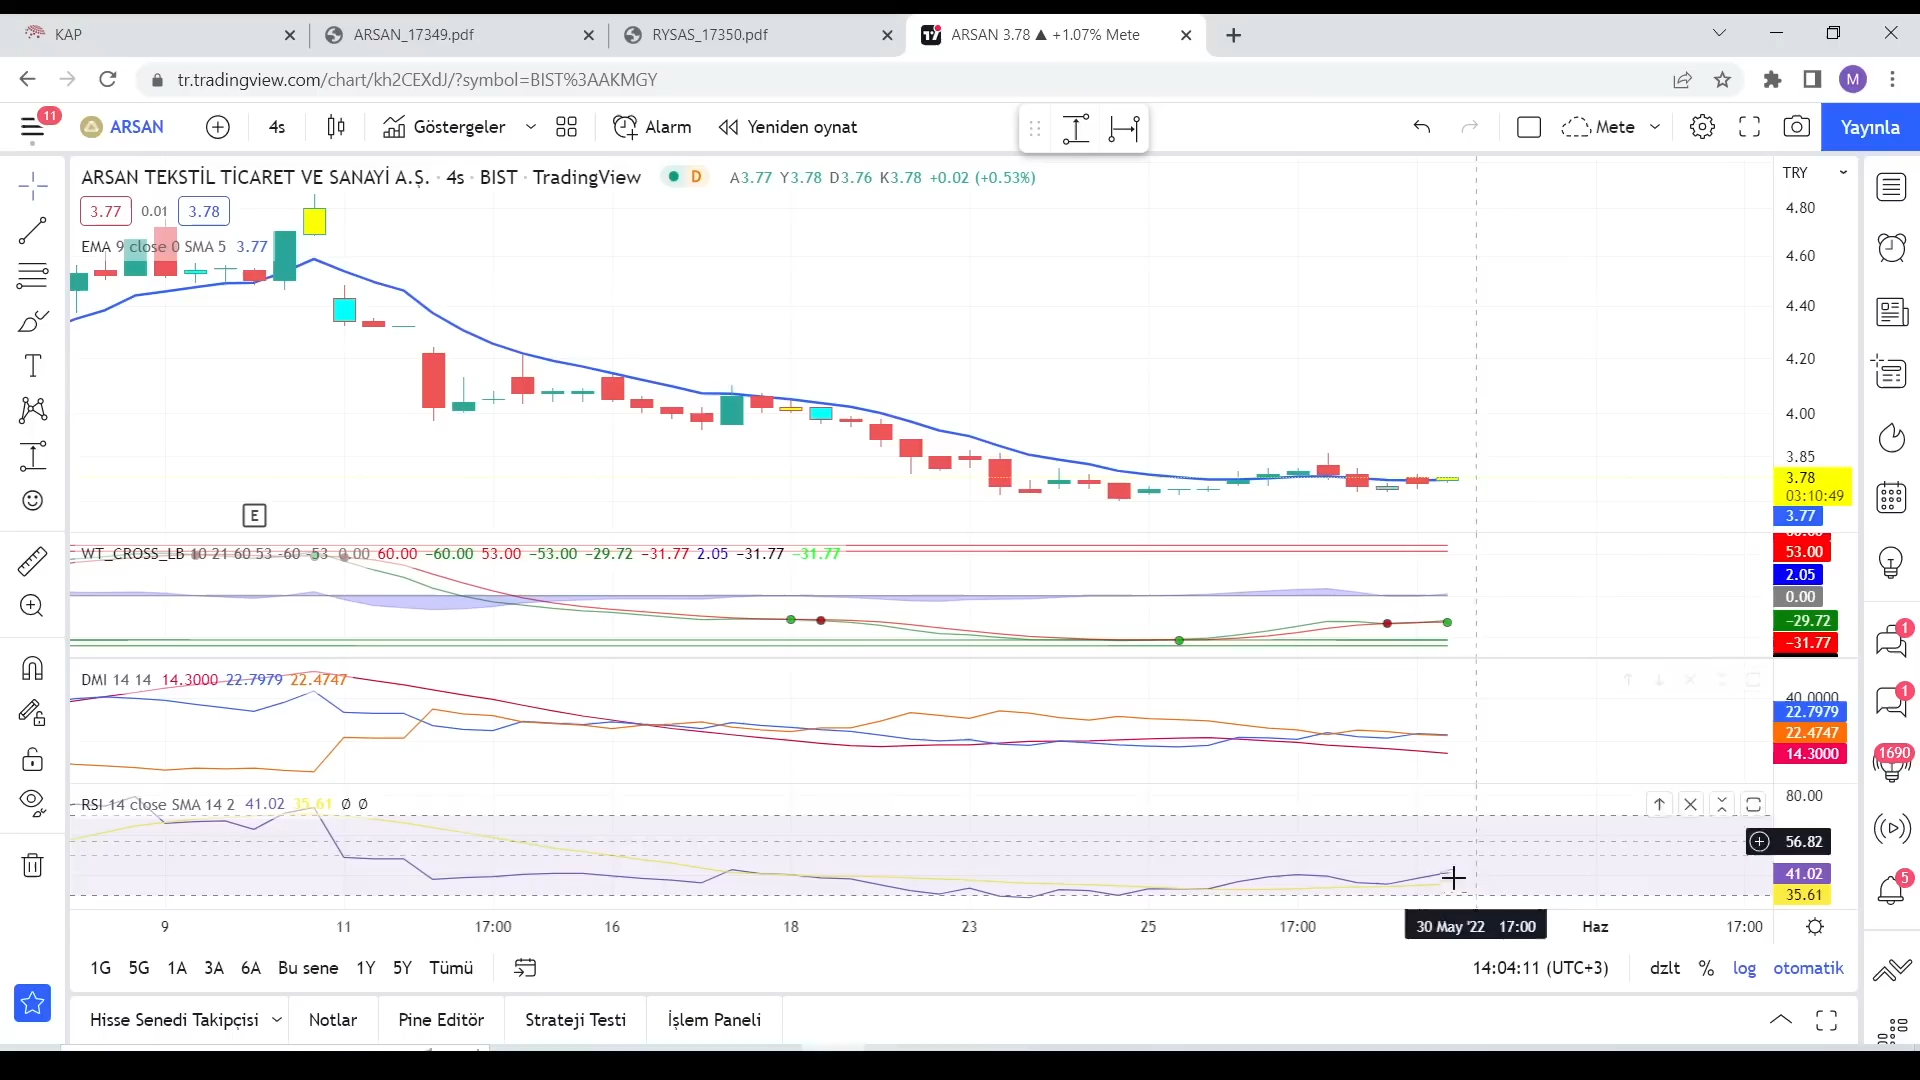 KAP
ARSAN_17349.pdf
RYSAS_17350.pdf
ARSAN 3.78 ▲ +1.07% Mete
tr.tradingview.com/chart/kh2CEXdJ/?symbol=BIST%3AAKMGY
M
11
ARSAN
4s
Göstergeler
Alarm
Yeniden oynat
Mete
Yayınla
ARSAN TEKSTİL TİCARET VE SANAYİ A.Ş. · 4s · BIST · TradingView
D
A3.77 Y3.78 D3.76 K3.78 +0.02 (+0.53%)
TRY
3.77
0.01
3.78
EMA 9 close 0 SMA 5 3.77
4.80
4.60
4.40
4.20
4.00
3.85
3.78
03:10:49
3.77
E
WT_CROSS_LB 10 21 60 53 -60 -53 0.00 60.00 −60.00 53.00 −53.00 −29.72 −31.77 2.05 −31.77 −31.77
53.00
2.05
0.00
−29.72
−31.77
DMI 14 14 14.3000 22.7979 22.4747
40.0000
22.7979
22.4747
14.3000
RSI 14 close SMA 14 2 41.02 35.61 Ø Ø
80.00
56.82
41.02
35.61
9
11
17:00
16
18
23
25
17:00
30 May '22 17:00
Haz
17:00
1G
5G
1A
3A
6A
Bu sene
1Y
5Y
Tümü
14:04:11 (UTC+3)
dzlt
%
log
otomatik
Hisse Senedi Takipçisi
Notlar
Pine Editör
Strateji Testi
İşlem Paneli
1
1
1690
5